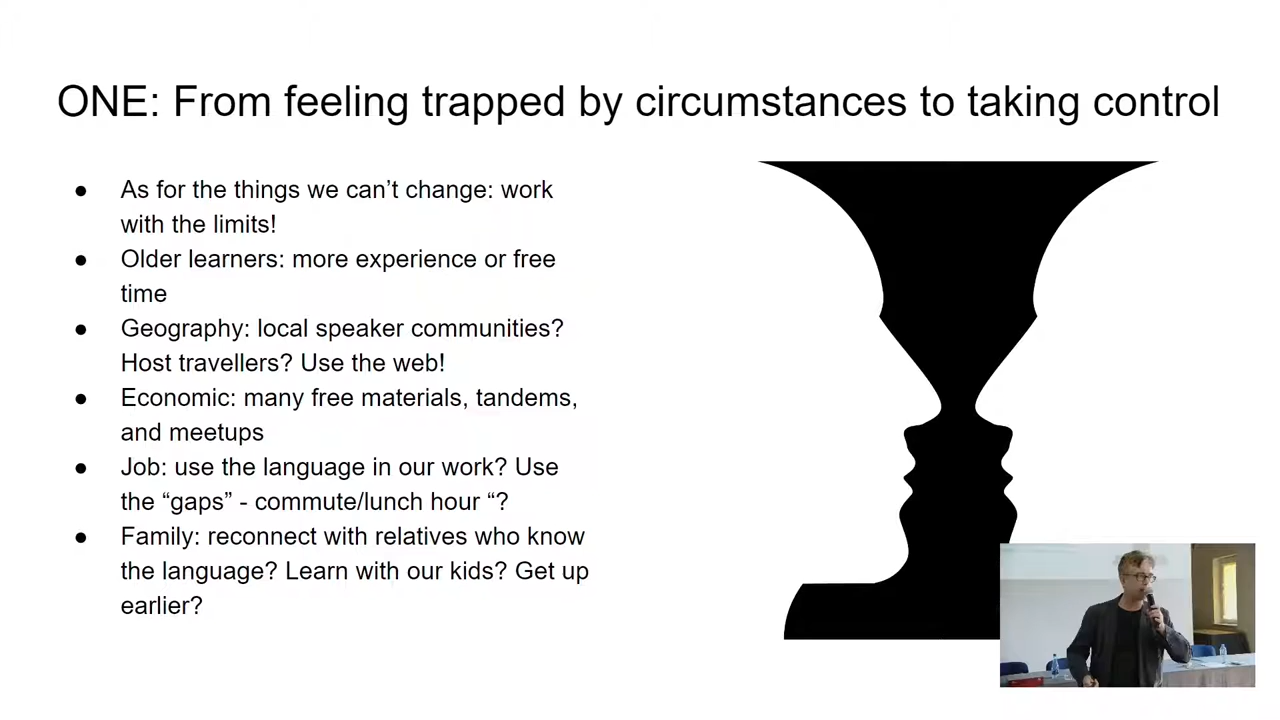 ONE: From feeling trapped by circumstances to taking control
● As for the things we can’t change: work
with the limits!
● Older learners: more experience or free
time
● Geography: local speaker communities?
Host travellers? Use the web!
● Economic: many free materials, tandems,
and meetups
● Job: use the language in our work? Use
the “gaps” - commute/lunch hour “?
● Family: reconnect with relatives who know
the language? Learn with our kids? Get up
earlier?